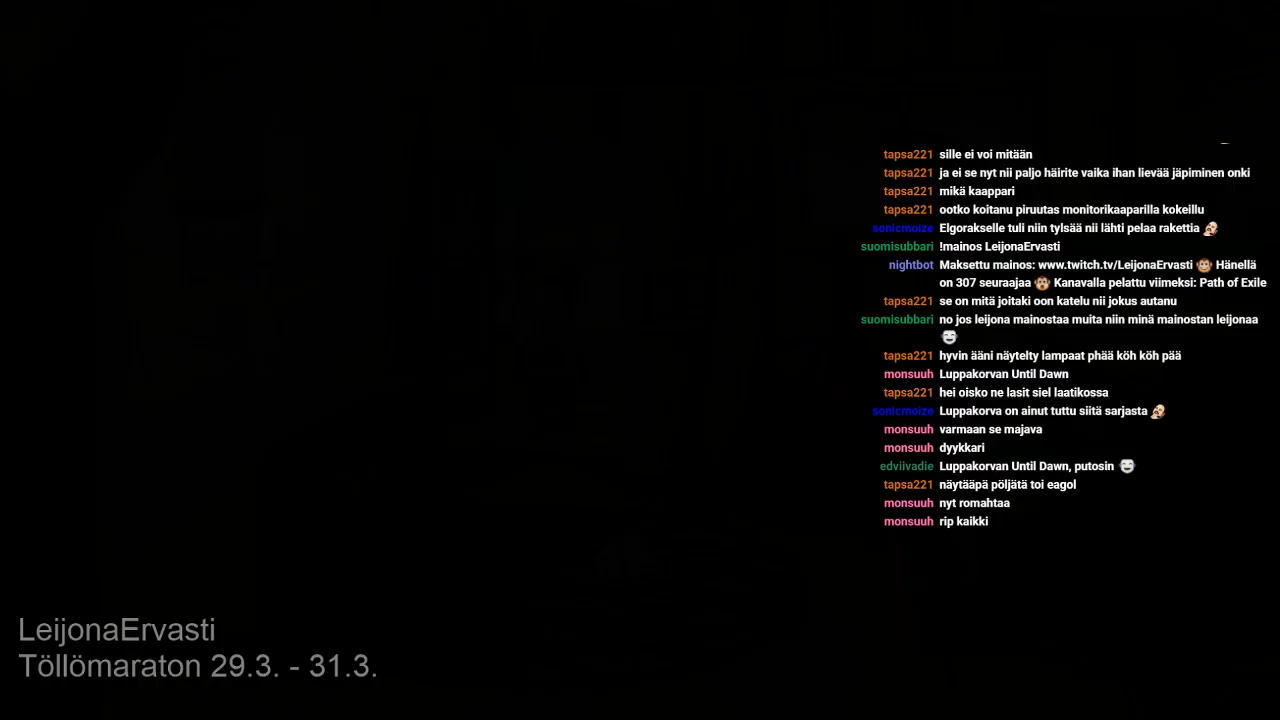 tapsa221 sille ei voi mitään
tapsa221 ja ei se nyt nii paljo häirite vaika ihan lievää jäpiminen onki
tapsa221 mikä kaappari
tapsa221 ootko koitanu piruutas monitorikaaparilla kokeillu
sonicmoize Elgorakselle tuli niin tylsää nii lähti pelaa rakettia
suomisubbari !mainos LeijonaErvasti
nightbot Maksettu mainos: www.twitch.tv/LeijonaErvasti Hänellä
on 307 seuraajaa Kanavalla pelattu viimeksi: Path of Exile
tapsa221 se on mitä joitaki oon katelu nii jokus autanu
suomisubbari no jos leijona mainostaa muita niin minä mainostan leijonaa
tapsa221 hyvin ääni näytelty lampaat phää köh köh pää
monsuuh Luppakorvan Until Dawn
tapsa221 hei oisko ne lasit siel laatikossa
sonicmoize Luppakorva on ainut tuttu siitä sarjasta
monsuuh varmaan se majava
monsuuh dyykkari
edviivadie Luppakorvan Until Dawn, putosin
tapsa221 näytääpä pöljätä toi eagol
monsuuh nyt romahtaa
monsuuh rip kaikki
LeijonaErvasti
Töllömaraton 29.3. - 31.3.